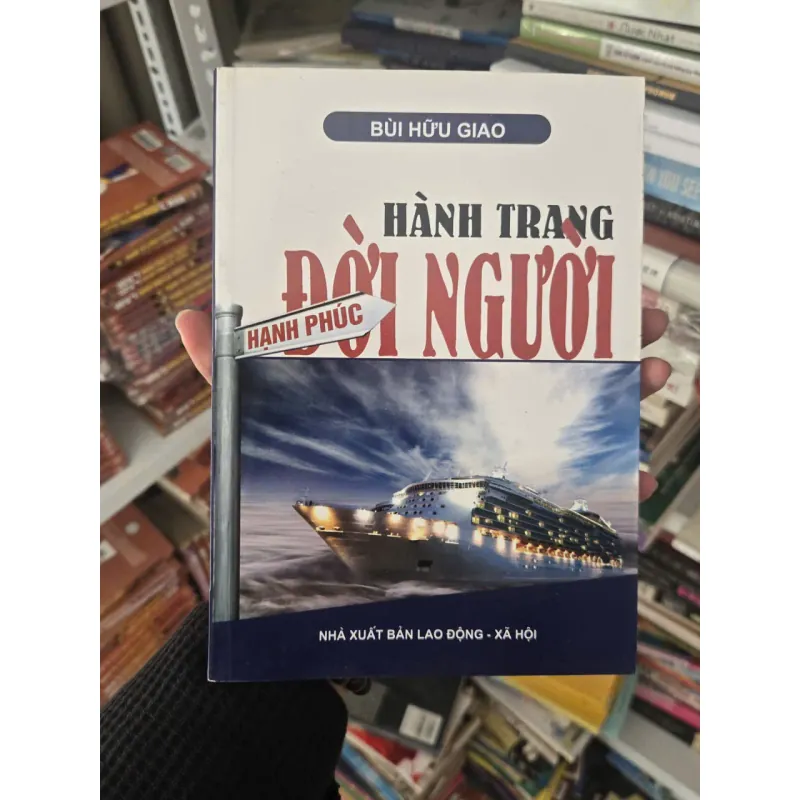 BÙI HỮU GIAO
HÀNH TRANG
ĐỜI NGƯỜI
HẠNH PHÚC
NHÀ XUẤT BẢN LAO ĐỘNG - XÃ HỘI